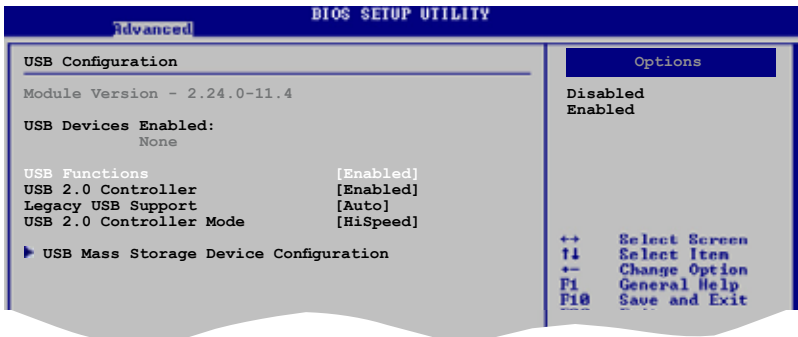 BIOS SETUP UTILITY
Advanced
USB Configuration
Module Version - 2.24.0-11.4
USB Devices Enabled:
None
USB Functions [Enabled]
USB 2.0 Controller [Enabled]
Legacy USB Support [Auto]
USB 2.0 Controller Mode [HiSpeed]
USB Mass Storage Device Configuration
Options
Disabled
Enabled
←→ Select Screen
↑↓ Select Item
+- Change Option
F1 General Help
F10 Save and Exit